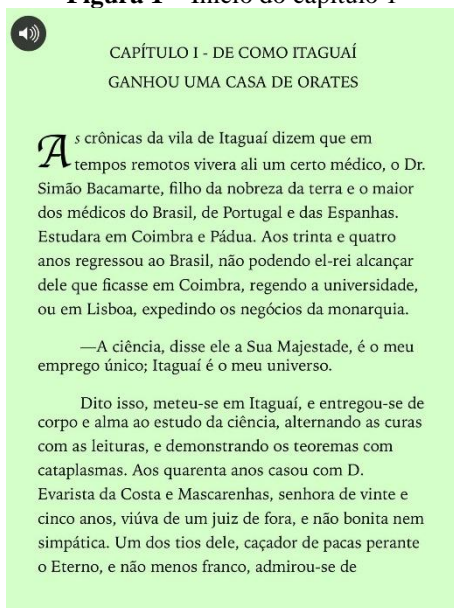 Figura 1 – Início do capítulo 1
CAPÍTULO I - DE COMO ITAGUAÍ
GANHOU UMA CASA DE ORATES
As crônicas da vila de Itaguaí dizem que em
tempos remotos vivera ali um certo médico, o Dr.
Simão Bacamarte, filho da nobreza da terra e o maior
dos médicos do Brasil, de Portugal e das Espanhas.
Estudara em Coimbra e Pádua. Aos trinta e quatro
anos regressou ao Brasil, não podendo el-rei alcançar
dele que ficasse em Coimbra, regendo a universidade,
ou em Lisboa, expedindo os negócios da monarquia.
—A ciência, disse ele a Sua Majestade, é o meu
emprego único; Itaguaí é o meu universo.
Dito isso, meteu-se em Itaguaí, e entregou-se de
corpo e alma ao estudo da ciência, alternando as curas
com as leituras, e demonstrando os teoremas com
cataplasmas. Aos quarenta anos casou com D.
Evarista da Costa e Mascarenhas, senhora de vinte e
cinco anos, viúva de um juiz de fora, e não bonita nem
simpática. Um dos tios dele, caçador de pacas perante
o Eterno, e não menos franco, admirou-se de